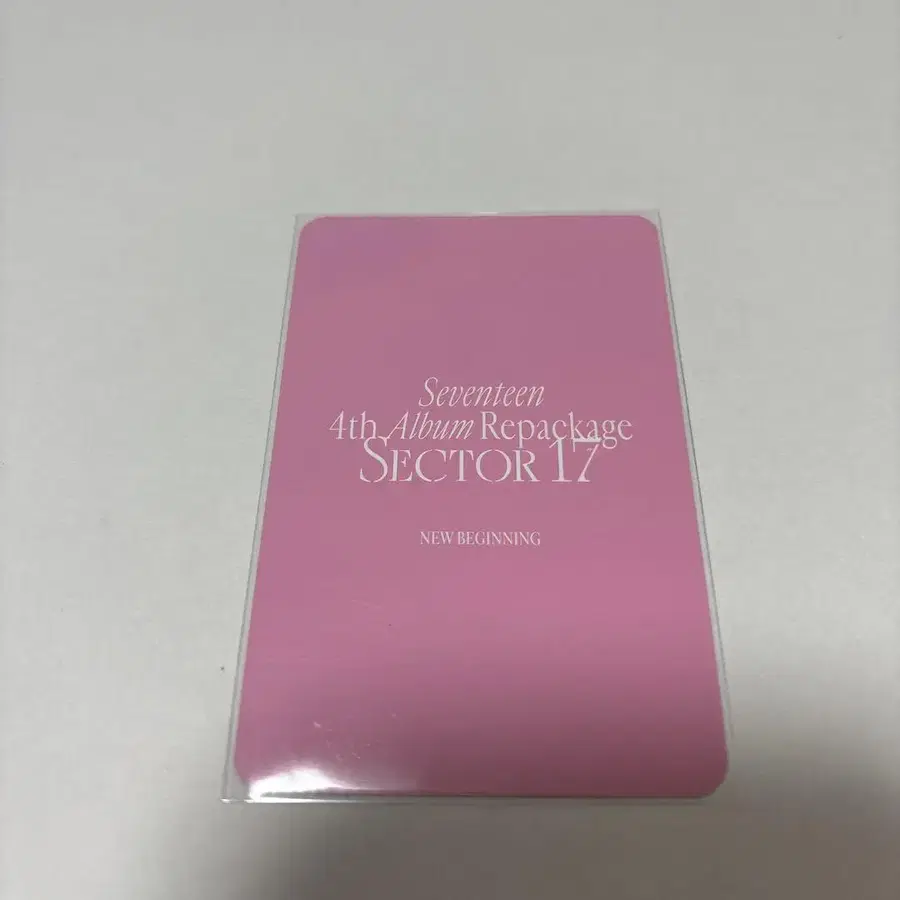 Seventeen
4th Album Repackage
SECTOR 17
NEW BEGINNING